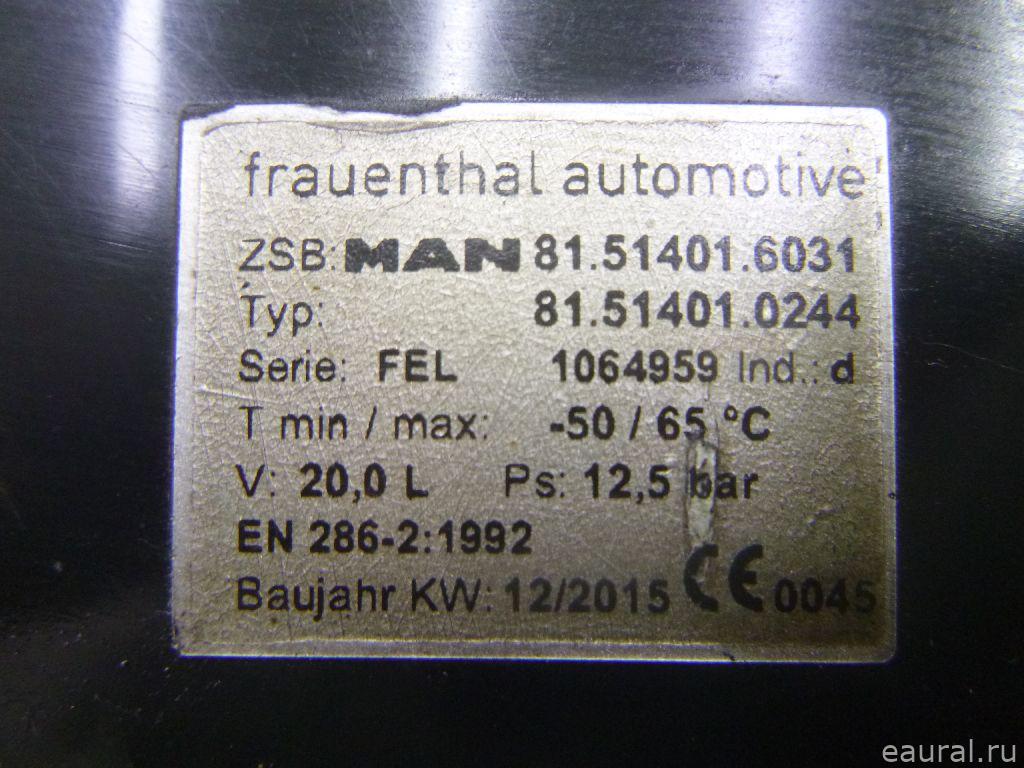 frauenthal automotive
ZSB: MAN 81.51401.6031
Typ: 81.51401.0244
Serie: FEL 1064959 Ind.: d
T min / max: -50 / 65 °C
V: 20,0 L Ps: 12,5 bar
EN 286-2:1992
Baujahr KW: 12/2015 CE 0045
eaural.ru